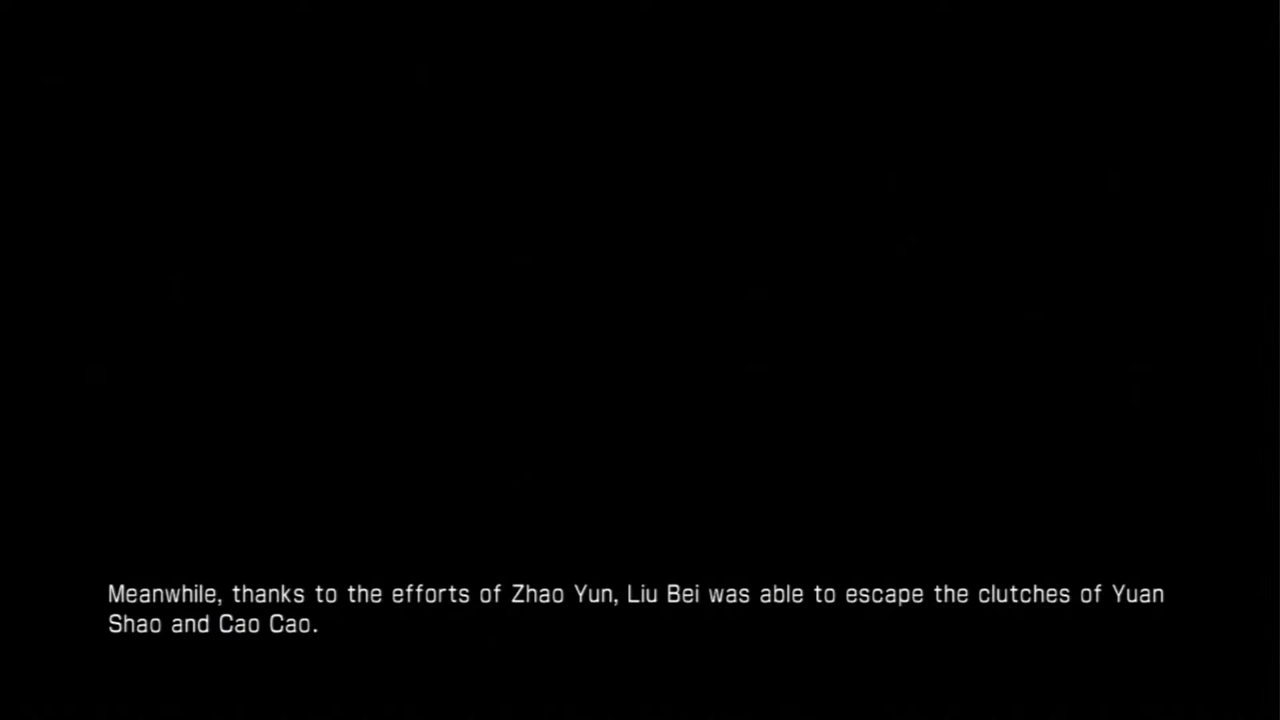 Meanwhile, thanks to the efforts of Zhao Yun, Liu Bei was able to escape the clutches of Yuan
Shao and Cao Cao.